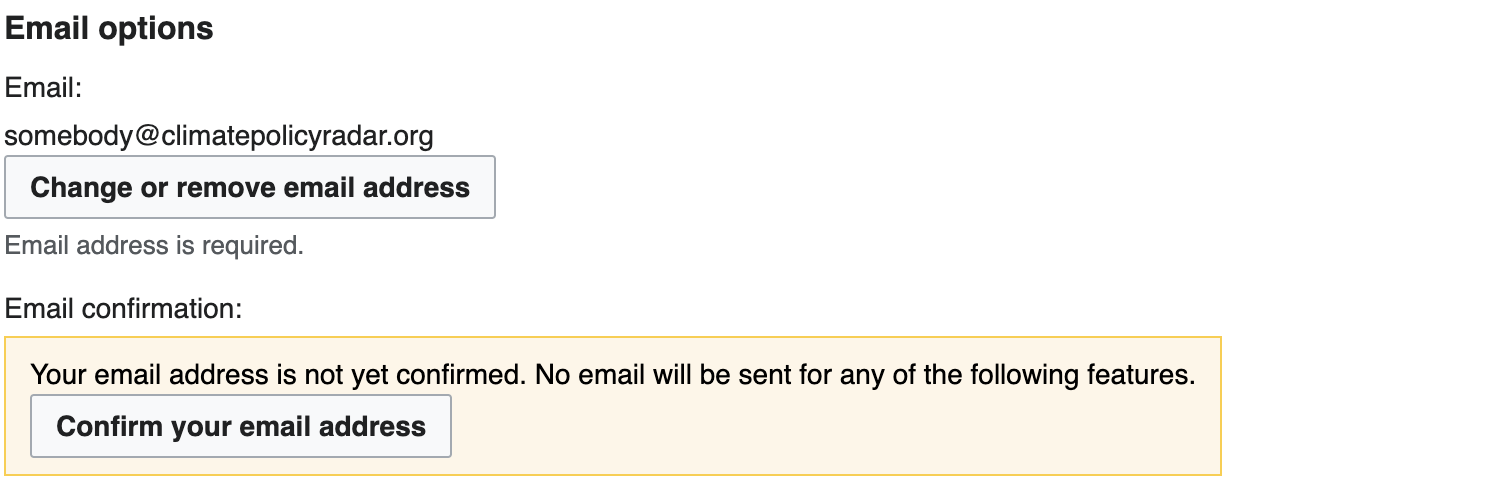 Email options
Email:
somebody@climatepolicyradar.org
Change or remove email address
Email address is required.
Email confirmation:
Your email address is not yet confirmed. No email will be sent for any of the following features.
Confirm your email address